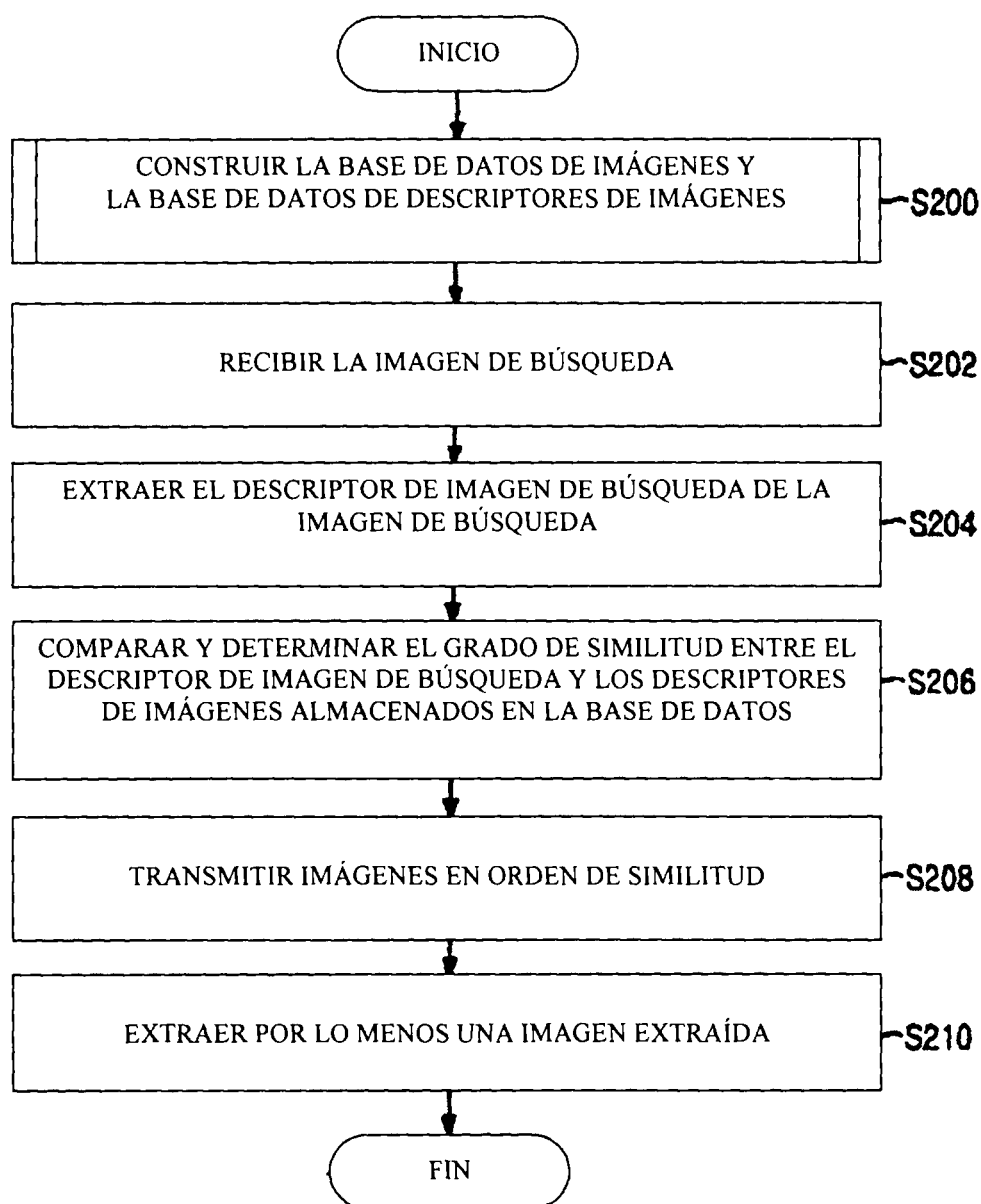 INICIO
CONSTRUIR LA BASE DE DATOS DE IMÁGENES Y
LA BASE DE DATOS DE DESCRIPTORES DE IMÁGENES
S200
RECIBIR LA IMAGEN DE BÚSQUEDA
S202
EXTRAER EL DESCRIPTOR DE IMAGEN DE BÚSQUEDA DE LA
IMAGEN DE BÚSQUEDA
S204
COMPARAR Y DETERMINAR EL GRADO DE SIMILITUD ENTRE EL
DESCRIPTOR DE IMAGEN DE BÚSQUEDA Y LOS DESCRIPTORES
DE IMÁGENES ALMACENADOS EN LA BASE DE DATOS
S206
TRANSMITIR IMÁGENES EN ORDEN DE SIMILITUD
S208
EXTRAER POR LO MENOS UNA IMAGEN EXTRAÍDA
S210
FIN